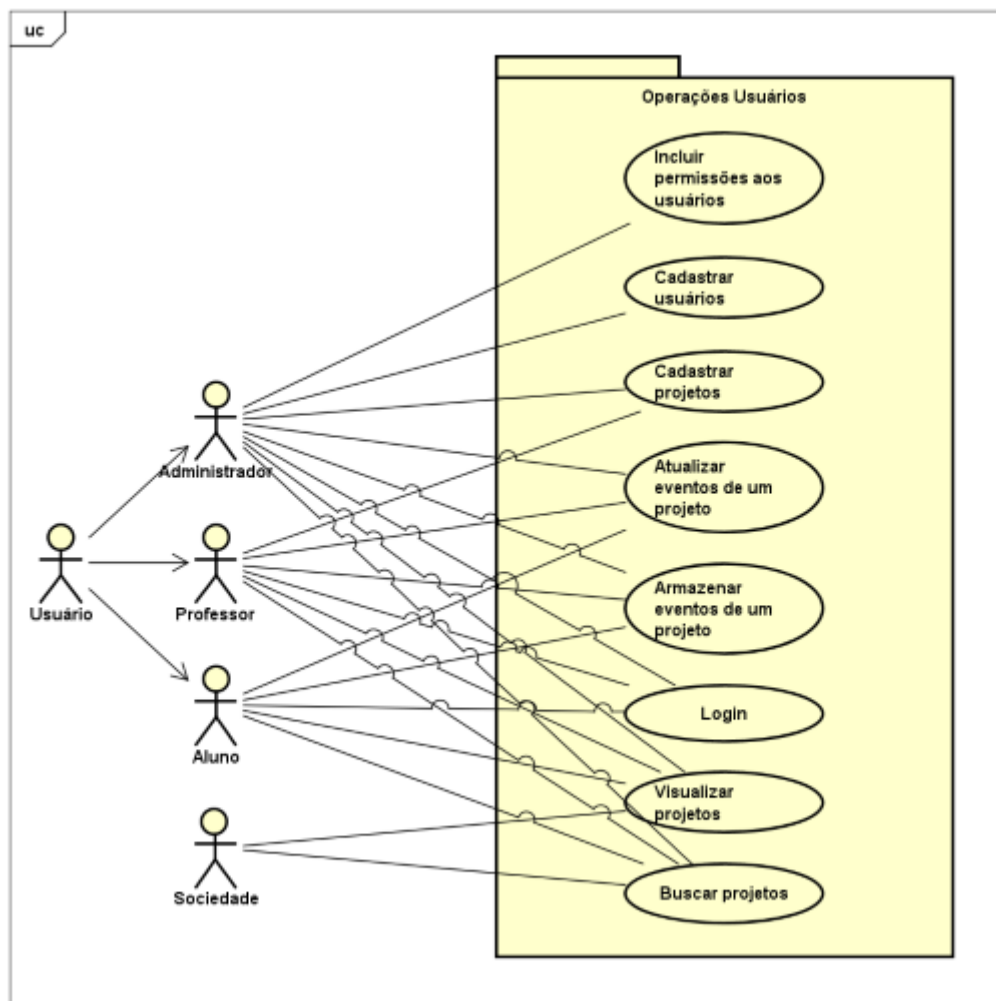 uc
Operações Usuários
Incluir
permissões aos
usuários
Cadastrar
usuários
Cadastrar
projetos
Administrador
Atualizar
eventos de um
projeto
Usuário
Professor
Armazenar
eventos de um
projeto
Login
Aluno
Visualizar
projetos
Sociedade
Buscar projetos